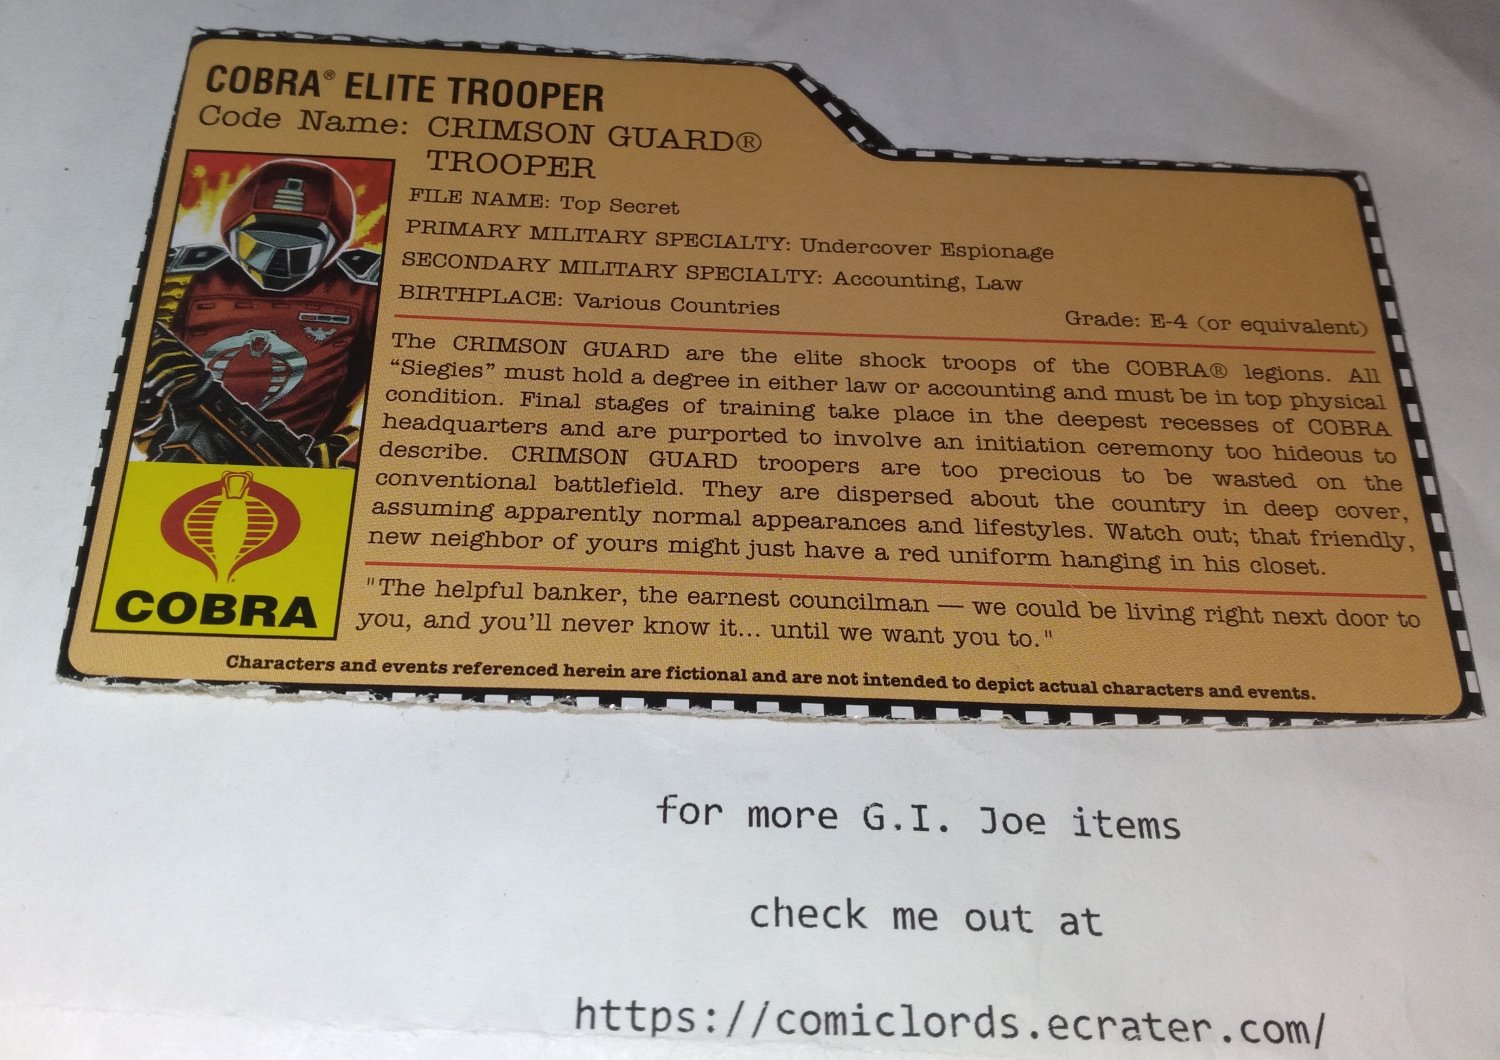 COBRA® ELITE TROOPER
Code Name: CRIMSON GUARD®
TROOPER
FILE NAME: Top Secret
PRIMARY MILITARY SPECIALTY: Undercover Espionage
SECONDARY MILITARY SPECIALTY: Accounting, Law
BIRTHPLACE: Various Countries
Grade: E-4 (or equivalent)
The CRIMSON GUARD are the elite shock troops of the COBRA® legions. All
“Siegies” must hold a degree in either law or accounting and must be in top physical
condition. Final stages of training take place in the deepest recesses of COBRA
headquarters and are purported to involve an initiation ceremony too hideous to
describe. CRIMSON GUARD troopers are too precious to be wasted on the
conventional battlefield. They are dispersed about the country in deep cover,
assuming apparently normal appearances and lifestyles. Watch out; that friendly,
new neighbor of yours might just have a red uniform hanging in his closet.
"The helpful banker, the earnest councilman — we could be living right next door to
you, and you’ll never know it... until we want you to."
COBRA
Characters and events referenced herein are fictional and are not intended to depict actual characters and events.
for more G.I. Joe items
check me out at
https://comiclords.ecrater.com/